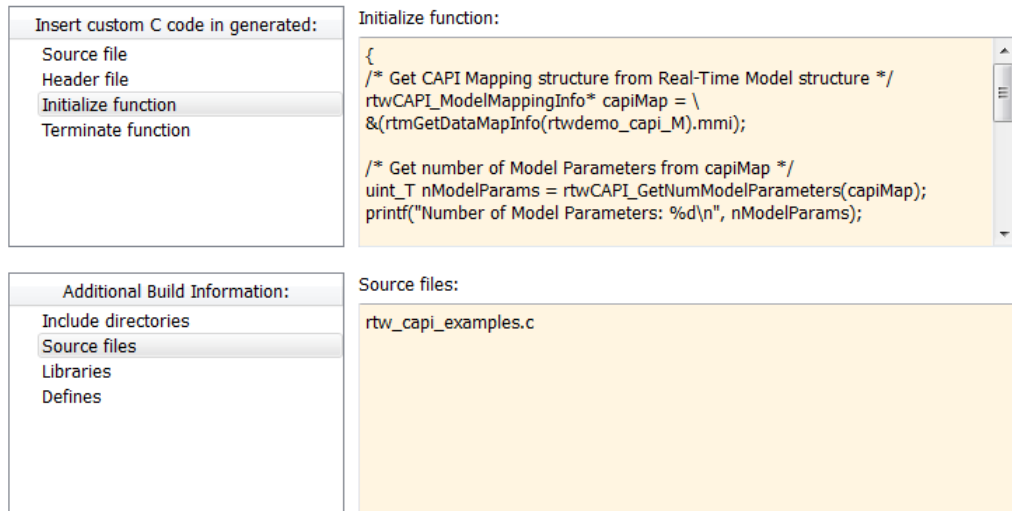 Insert custom C code in generated:
Source file
Header file
Initialize function
Terminate function
Initialize function:
{
/* Get CAPI Mapping structure from Real-Time Model structure */
rtwCAPI_ModelMappingInfo* capiMap = \
&(rtmGetDataMapInfo(rtwdemo_capi_M).mmi);
/* Get number of Model Parameters from capiMap */
uint_T nModelParams = rtwCAPI_GetNumModelParameters(capiMap);
printf("Number of Model Parameters: %d\n", nModelParams);
Additional Build Information:
Include directories
Source files
Libraries
Defines
Source files:
rtw_capi_examples.c